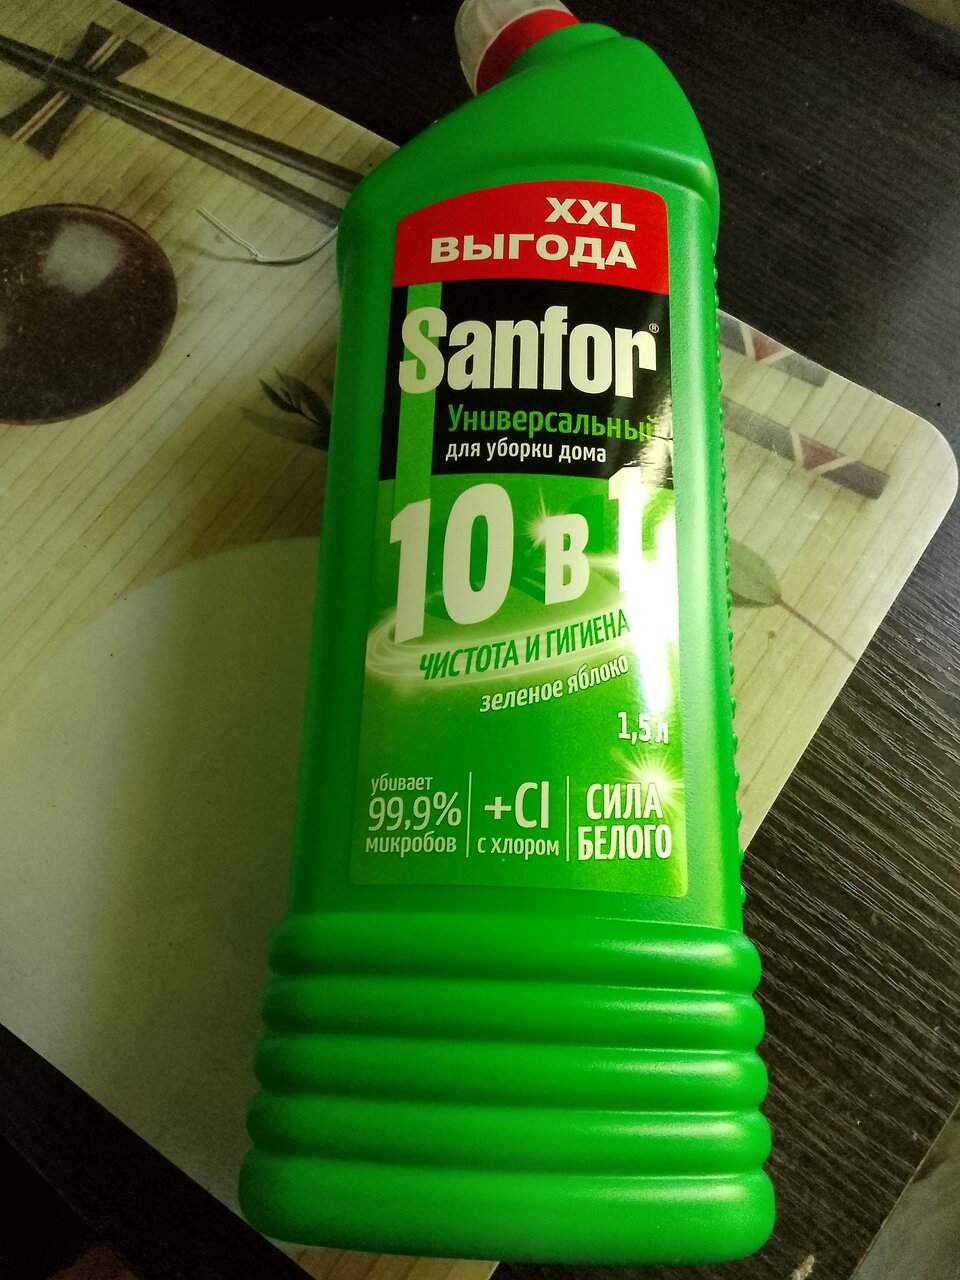 XXL
ВЫГОДА
Sanfor®
Универсальный
для уборки дома
10 в 1
ЧИСТОТА И ГИГИЕНА
зеленое яблоко
1,5 л
убивает
99,9%
микробов
+Cl
с хлором
СИЛА
БЕЛОГО